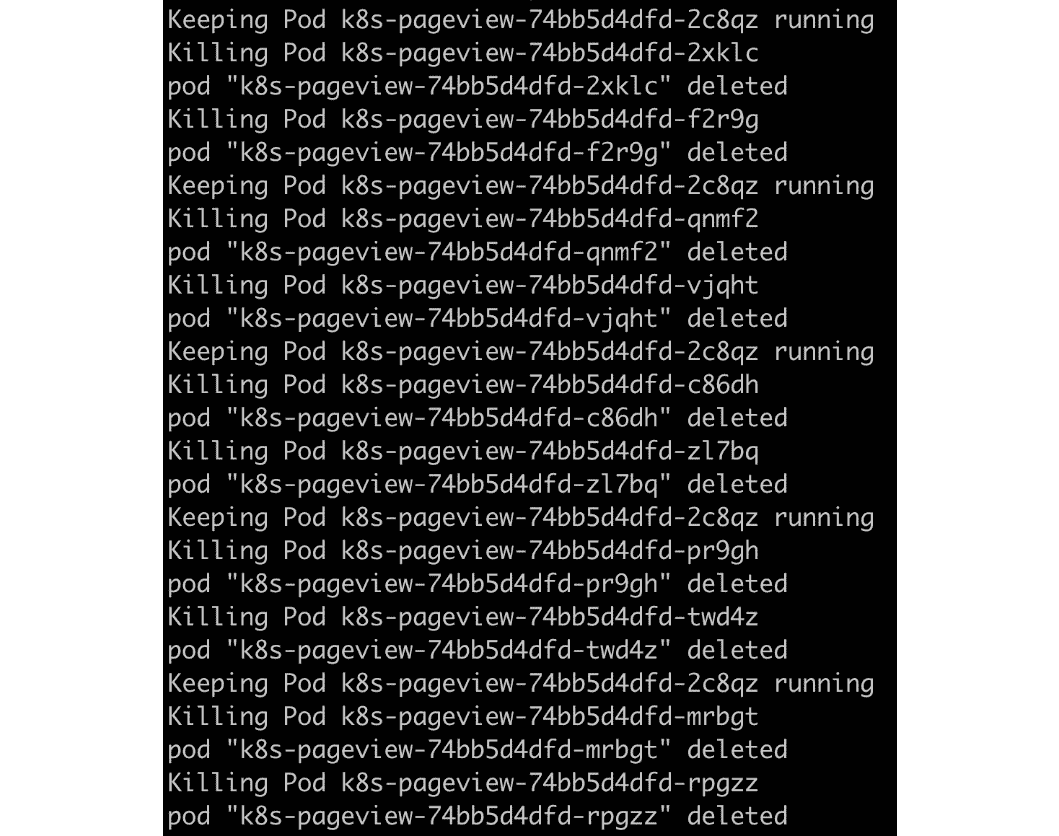 Keeping Pod k8s-pageview-74bb5d4dfd-2c8qz running
Killing Pod k8s-pageview-74bb5d4dfd-2xklc
pod "k8s-pageview-74bb5d4dfd-2xklc" deleted
Killing Pod k8s-pageview-74bb5d4dfd-f2r9g
pod "k8s-pageview-74bb5d4dfd-f2r9g" deleted
Keeping Pod k8s-pageview-74bb5d4dfd-2c8qz running
Killing Pod k8s-pageview-74bb5d4dfd-qnmf2
pod "k8s-pageview-74bb5d4dfd-qnmf2" deleted
Killing Pod k8s-pageview-74bb5d4dfd-vjqht
pod "k8s-pageview-74bb5d4dfd-vjqht" deleted
Keeping Pod k8s-pageview-74bb5d4dfd-2c8qz running
Killing Pod k8s-pageview-74bb5d4dfd-c86dh
pod "k8s-pageview-74bb5d4dfd-c86dh" deleted
Killing Pod k8s-pageview-74bb5d4dfd-zl7bq
pod "k8s-pageview-74bb5d4dfd-zl7bq" deleted
Keeping Pod k8s-pageview-74bb5d4dfd-2c8qz running
Killing Pod k8s-pageview-74bb5d4dfd-pr9gh
pod "k8s-pageview-74bb5d4dfd-pr9gh" deleted
Killing Pod k8s-pageview-74bb5d4dfd-twd4z
pod "k8s-pageview-74bb5d4dfd-twd4z" deleted
Keeping Pod k8s-pageview-74bb5d4dfd-2c8qz running
Killing Pod k8s-pageview-74bb5d4dfd-mrbgt
pod "k8s-pageview-74bb5d4dfd-mrbgt" deleted
Killing Pod k8s-pageview-74bb5d4dfd-rpgzz
pod "k8s-pageview-74bb5d4dfd-rpgzz" deleted